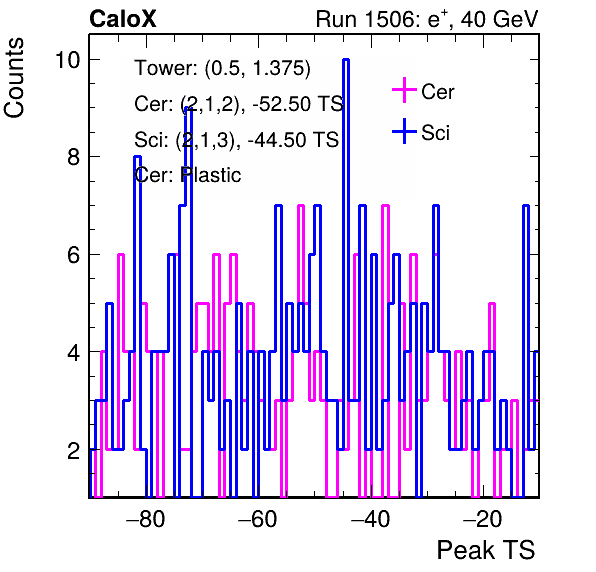 CaloX Run 1506: e+, 40 GeV
Counts
Tower: (0.5, 1.375)
Cer: (2,1,2), -52.50 TS
Sci: (2,1,3), -44.50 TS
Cer: Plastic
Cer
Sci
10
8
6
4
2
−80 −60 −40 −20
Peak TS